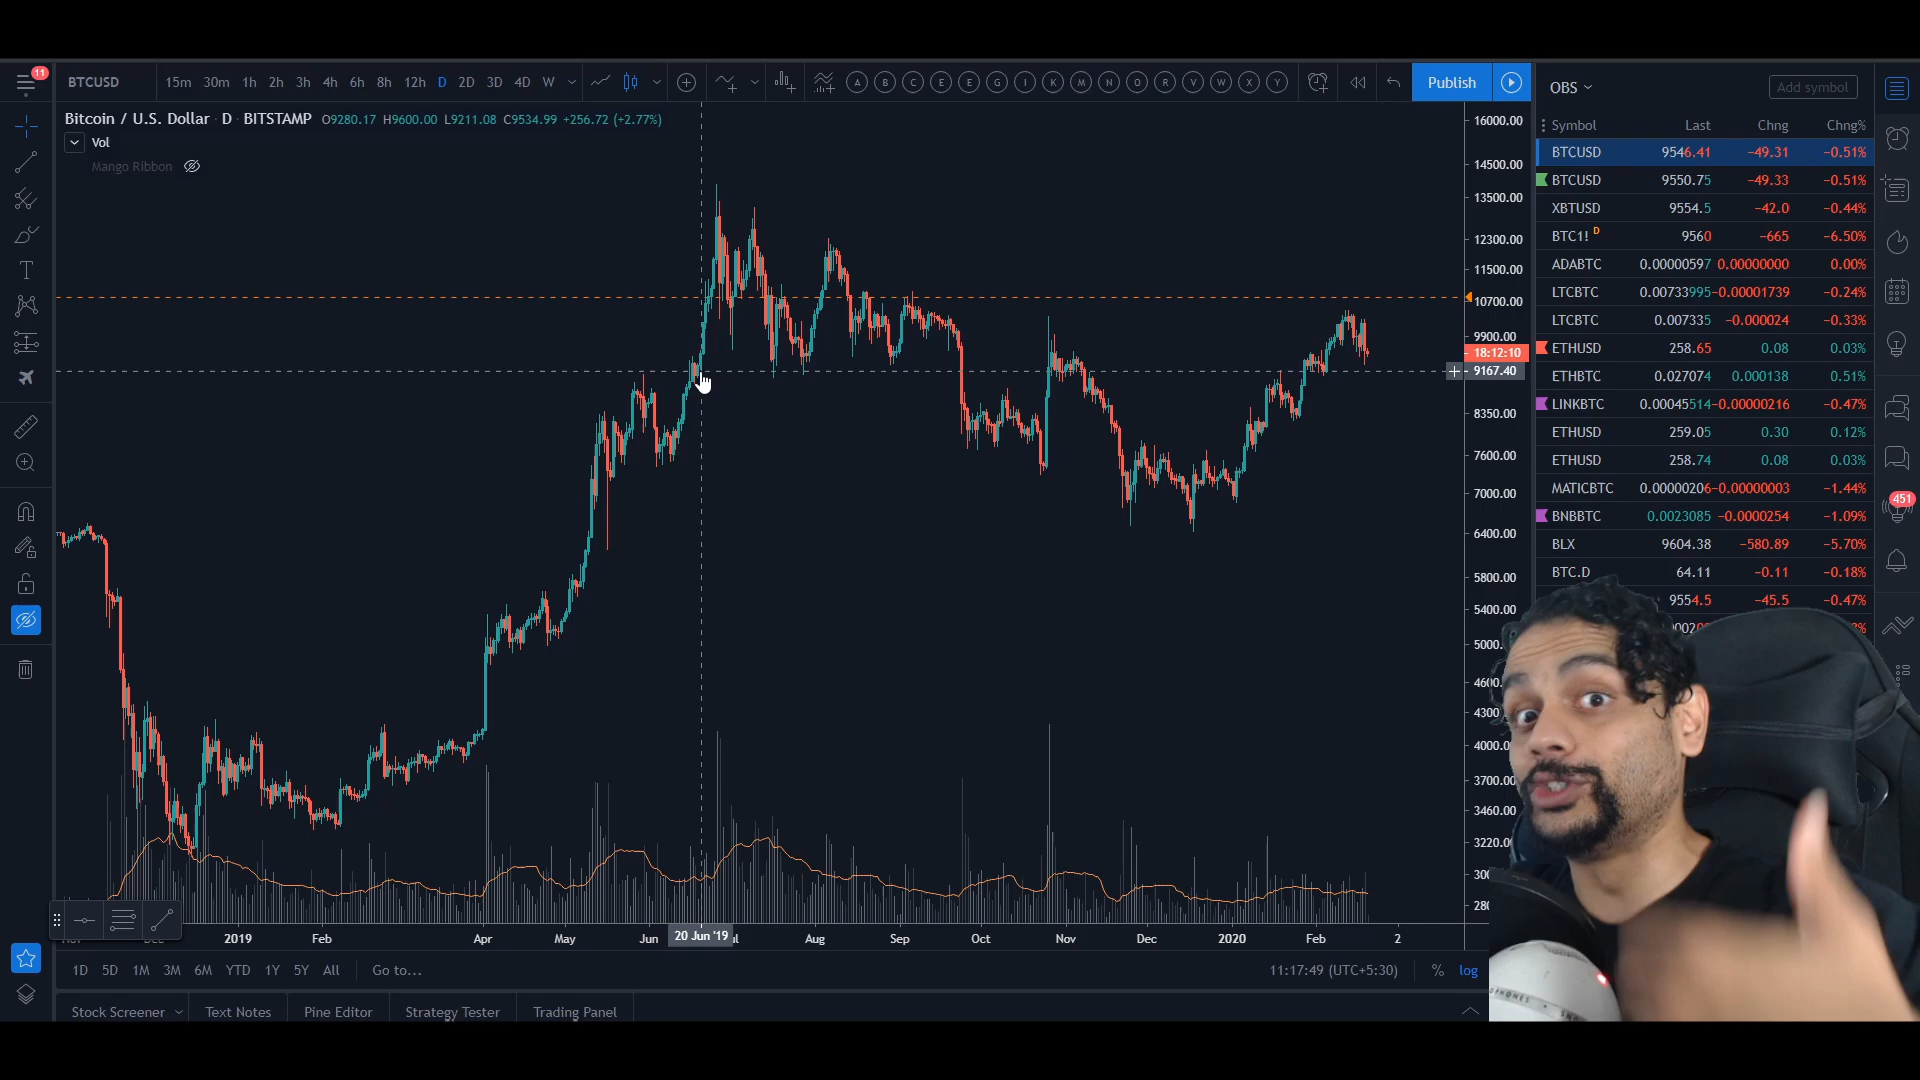 11
BTCUSD 15m 30m 1h 2h 3h 4h 6h 8h 12h D 2D 3D 4D W A B C E E G I K M N O R V W X Y Publish
Bitcoin / U.S. Dollar D BITSTAMP O9280.17 H9600.00 L9211.08 C9534.99 +256.72 (+2.77%)
Vol
Mango Ribbon
16000.00
14500.00
13500.00
12300.00
11500.00
10700.00
9900.00
18:12:10
9167.40
8350.00
7600.00
7000.00
6400.00
5800.00
5400.00
4300
3460.00
2019 Feb Apr May Jun 20 Jun '19 Aug Sep Oct Nov Dec 2020 Feb 2
1D 5D 1M 3M 6M YTD 1Y 5Y All Go to... 11:17:49 (UTC+5:30) % log
Stock Screener Text Notes Pine Editor Strategy Tester Trading Panel
OBS Add symbol
Symbol Last Chng Chng%
BTCUSD 9546.41 −49.31 −0.51%
BTCUSD 9550.75 −49.33 −0.51%
XBTUSD 9554.5 −42.0 −0.44%
BTC1! D 9560 −665 −6.50%
ADABTC 0.00000597 0.00000000 0.00%
LTCBTC 0.00733995 −0.00001739 −0.24%
LTCBTC 0.007335 −0.000024 −0.33%
ETHUSD 258.65 0.08 0.03%
ETHBTC 0.027074 0.000138 0.51%
LINKBTC 0.00045514 −0.00000216 −0.47%
ETHUSD 259.05 0.30 0.12%
ETHUSD 258.74 0.08 0.03%
MATICBTC 0.00000206 −0.00000003 −1.44%
BNBBTC 0.0023085 −0.0000254 −1.09%
BLX 9604.38 −580.89 −5.70%
BTC.D 64.11 −0.11 −0.18%
9554.5 −45.5 −0.47%
451